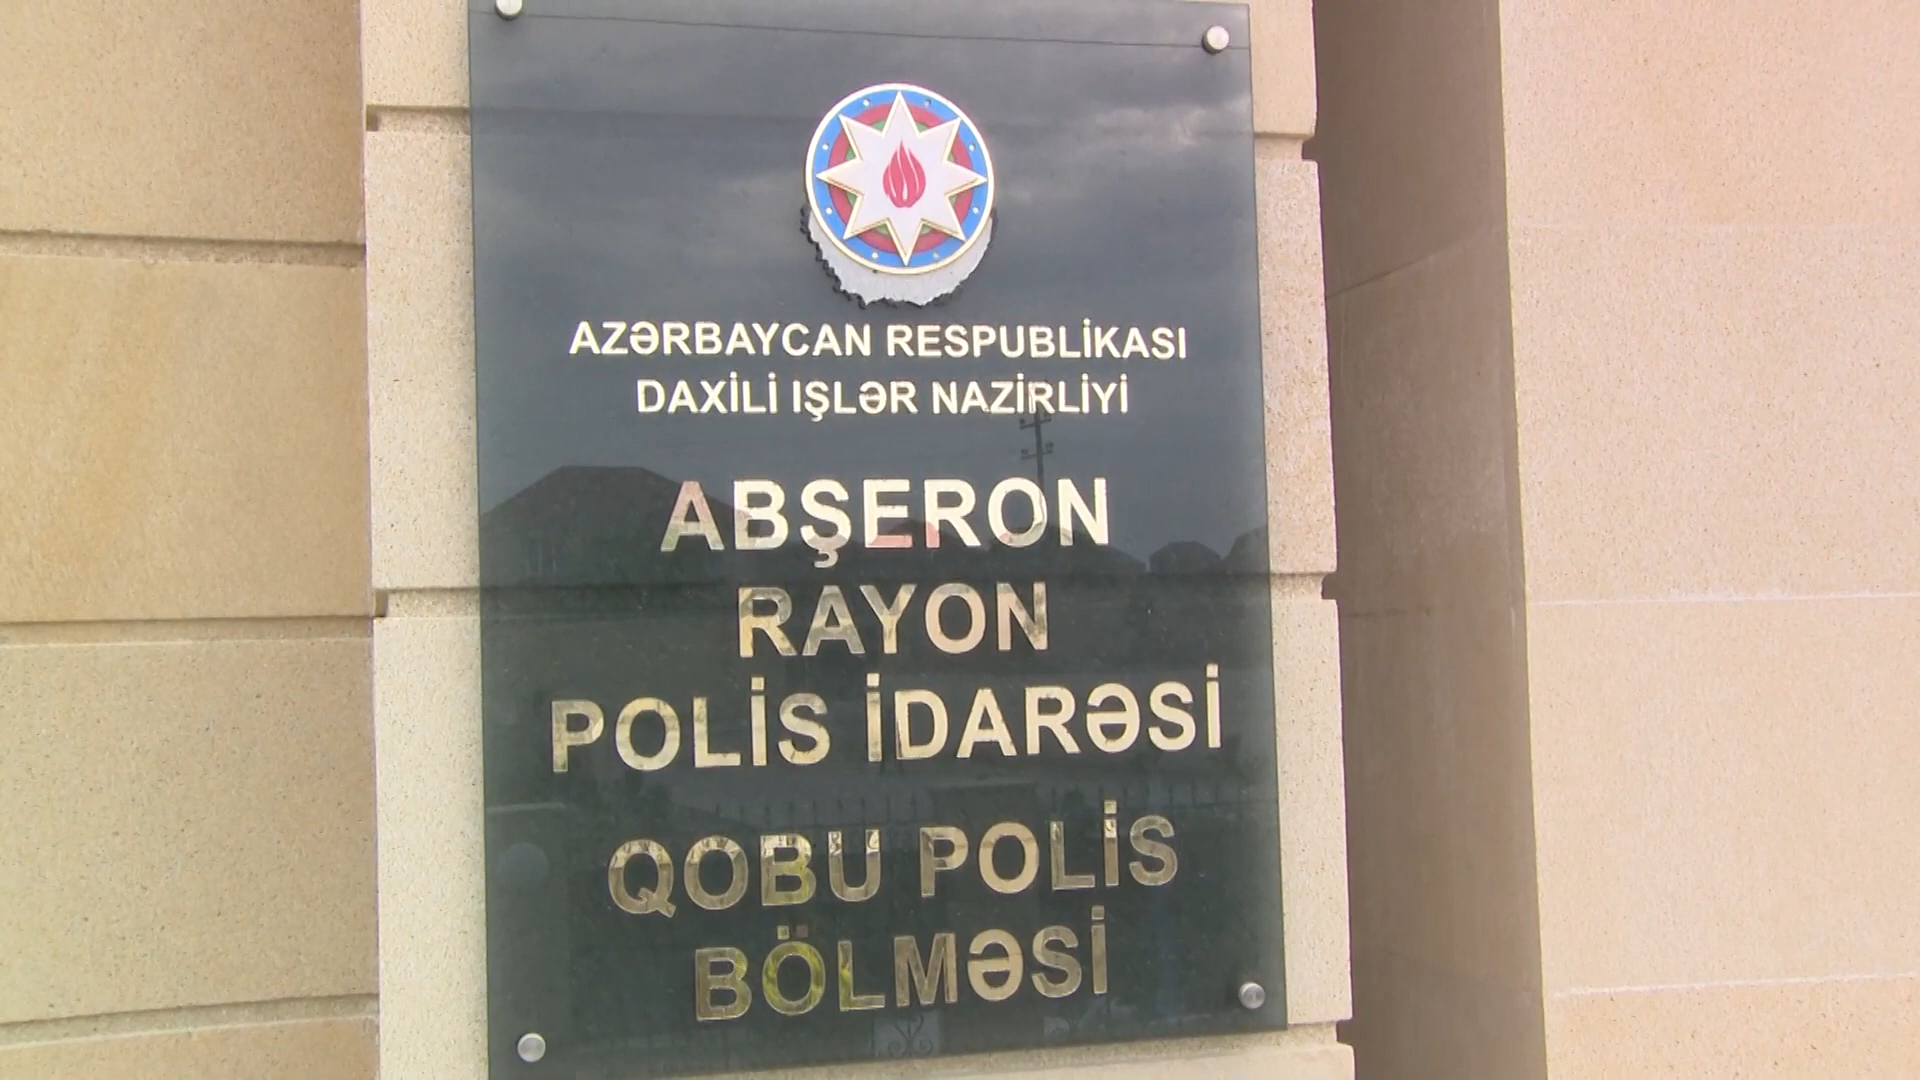 AZƏRBAYCAN RESPUBLİKASI
DAXİLİ IŞLƏR NAZİRLİYİ
ABŞERON
RAYON
POLİS İDARƏSİ
QOBU POLİS
BÖLMƏSİ